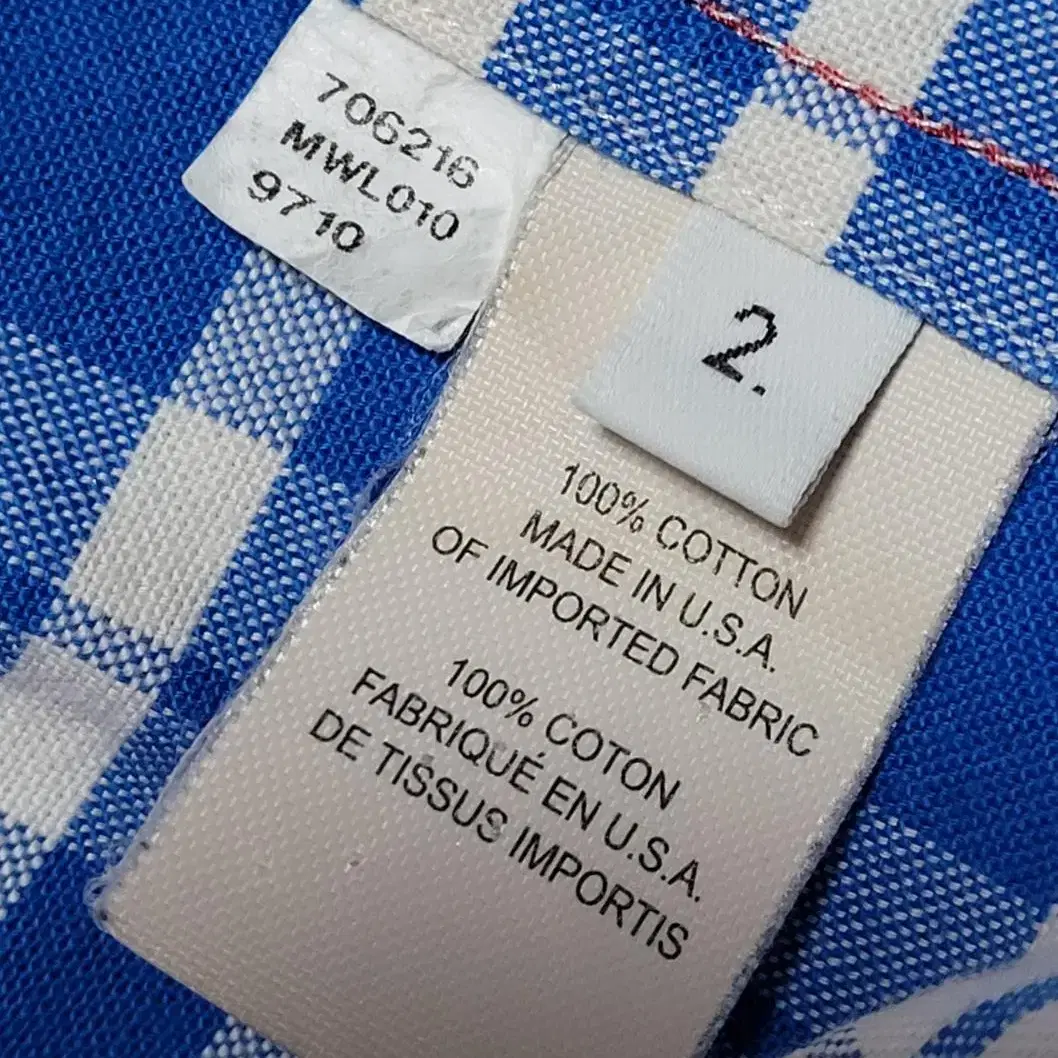 706216
MWL010
9710
2.
100% COTTON
MADE IN U.S.A.
OF IMPORTED FABRIC
100% COTON
FABRIQUÉ EN U.S.A.
DE TISSUS IMPORTIS